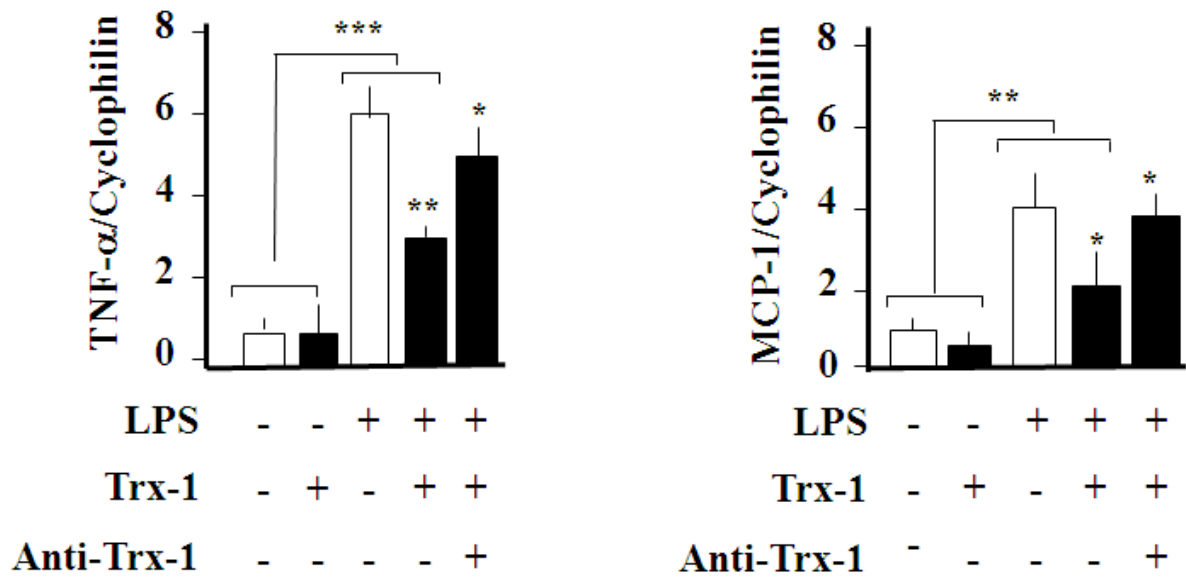 TNF-α/Cyclophilin
8
6
4
2
0
***
**
*
LPS - - + + +
Trx-1 - + - + +
Anti-Trx-1 - - - - +
MCP-1/Cyclophilin
8
6
4
2
0
**
*
*
LPS - - + + +
Trx-1 - + - + +
Anti-Trx-1 - - - - +